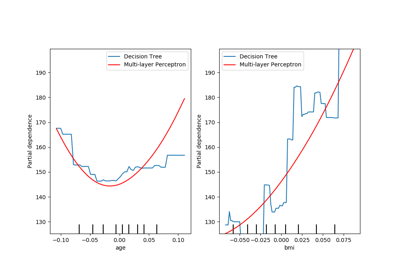 Decision Tree
Multi-layer Perceptron
190
180
170
160
150
140
130
Partial dependence
−0.10 −0.05 0.00 0.05 0.10
age
Decision Tree
Multi-layer Perceptron
190
180
170
160
150
140
130
Partial dependence
−0.050 −0.025 0.000 0.025 0.050 0.075
bmi